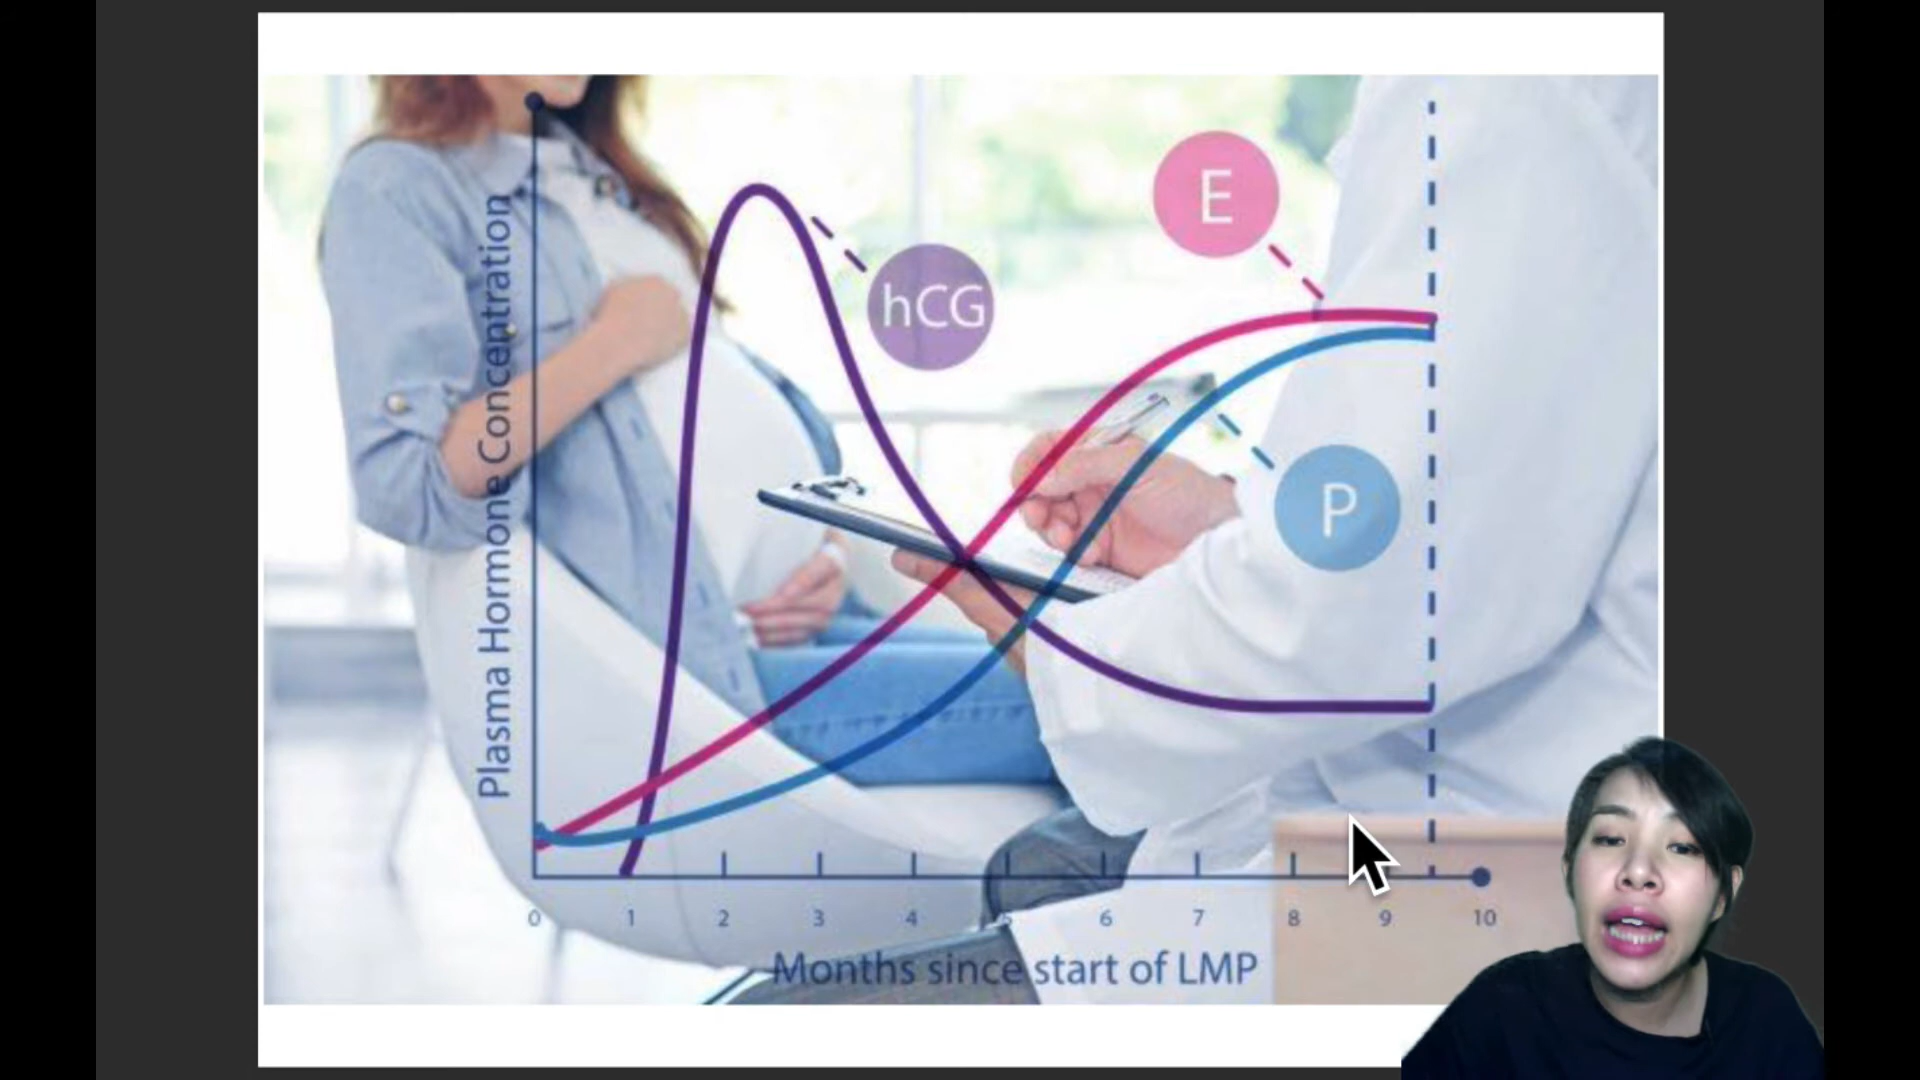 Plasma Hormone Concentration
hCG
E
P
0 1 2 3 4 5 6 7 8 9 10
Months since start of LMP